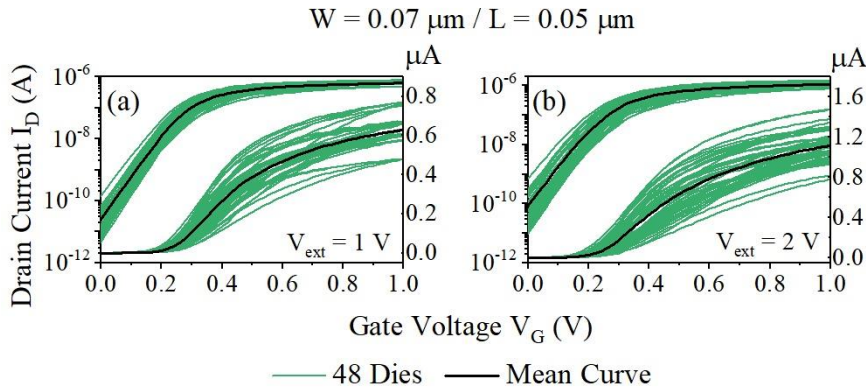 W = 0.07 μm / L = 0.05 μm
μA
μA
Drain Current I_D (A)
10⁻⁶
10⁻⁸
10⁻¹⁰
10⁻¹²
(a)
0.8
0.6
0.4
0.2
0.0
V_ext = 1 V
0.0 0.2 0.4 0.6 0.8 1.0
10⁻⁶
10⁻⁸
10⁻¹⁰
10⁻¹²
(b)
1.6
1.2
0.8
0.4
0.0
V_ext = 2 V
0.0 0.2 0.4 0.6 0.8 1.0
Gate Voltage V_G (V)
48 Dies Mean Curve